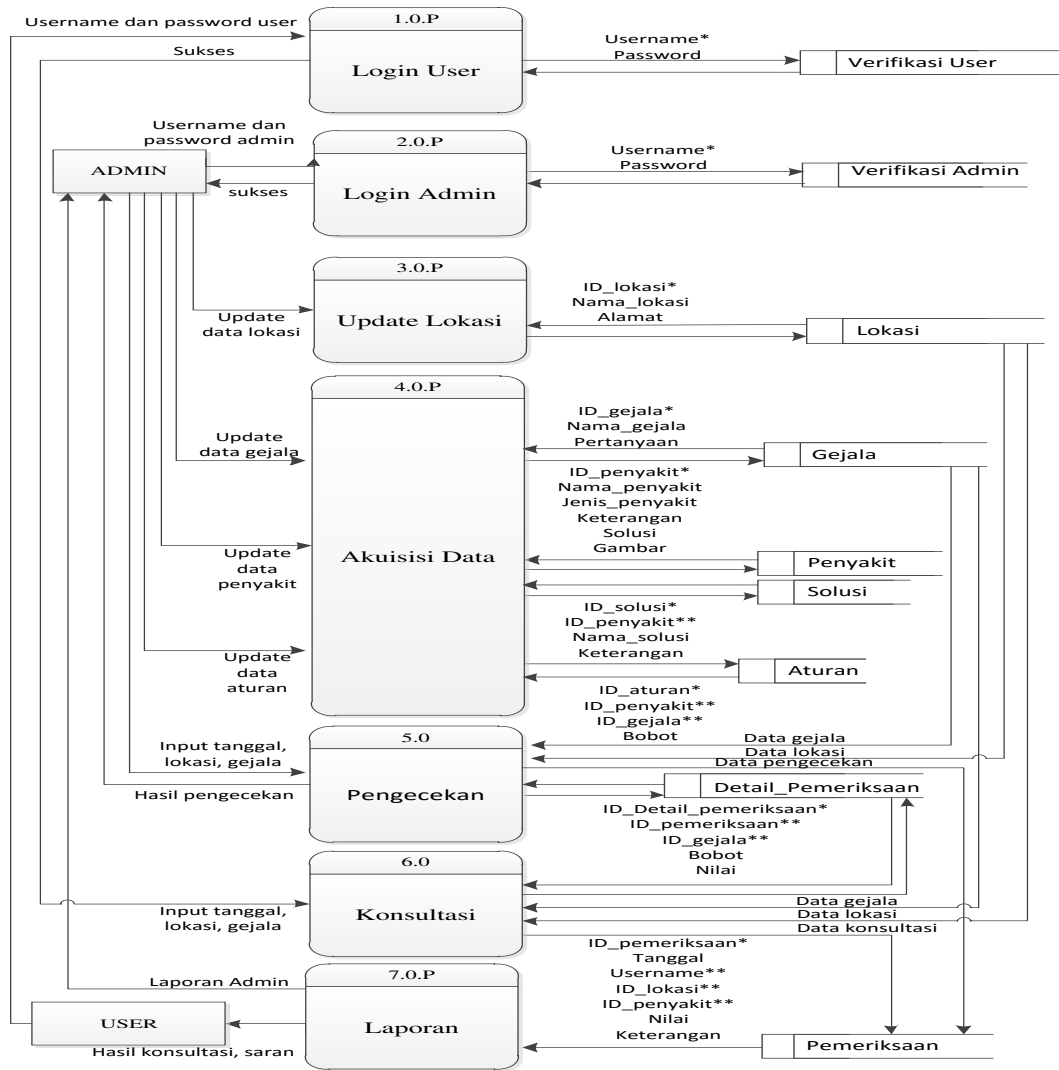 Username dan password user
Sukses
1.0.P
Login User
Username*
Password
Verifikasi User
Username dan
password admin
ADMIN
sukses
2.0.P
Login Admin
Username*
Password
Verifikasi Admin
3.0.P
Update Lokasi
Update
data lokasi
ID_lokasi*
Nama_lokasi
Alamat
Lokasi
4.0.P
Akuisisi Data
Update
data gejala
Update
data
penyakit
Update
data
aturan
ID_gejala*
Nama_gejala
Pertanyaan
Gejala
ID_penyakit*
Nama_penyakit
Jenis_penyakit
Keterangan
Solusi
Gambar
Penyakit
Solusi
ID_solusi*
ID_penyakit**
Nama_solusi
Keterangan
Aturan
ID_aturan*
ID_penyakit**
ID_gejala**
Bobot
5.0
Pengecekan
Input tanggal,
lokasi, gejala
Hasil pengecekan
Data gejala
Data lokasi
Data pengecekan
Detail_Pemeriksaan
ID_Detail_pemeriksaan*
ID_pemeriksaan**
ID_gejala**
Bobot
Nilai
6.0
Konsultasi
Input tanggal,
lokasi, gejala
Data gejala
Data lokasi
Data konsultasi
ID_pemeriksaan*
Tanggal
Username**
ID_lokasi**
ID_penyakit**
Nilai
Keterangan
Pemeriksaan
7.0.P
Laporan
Laporan Admin
USER
Hasil konsultasi, saran